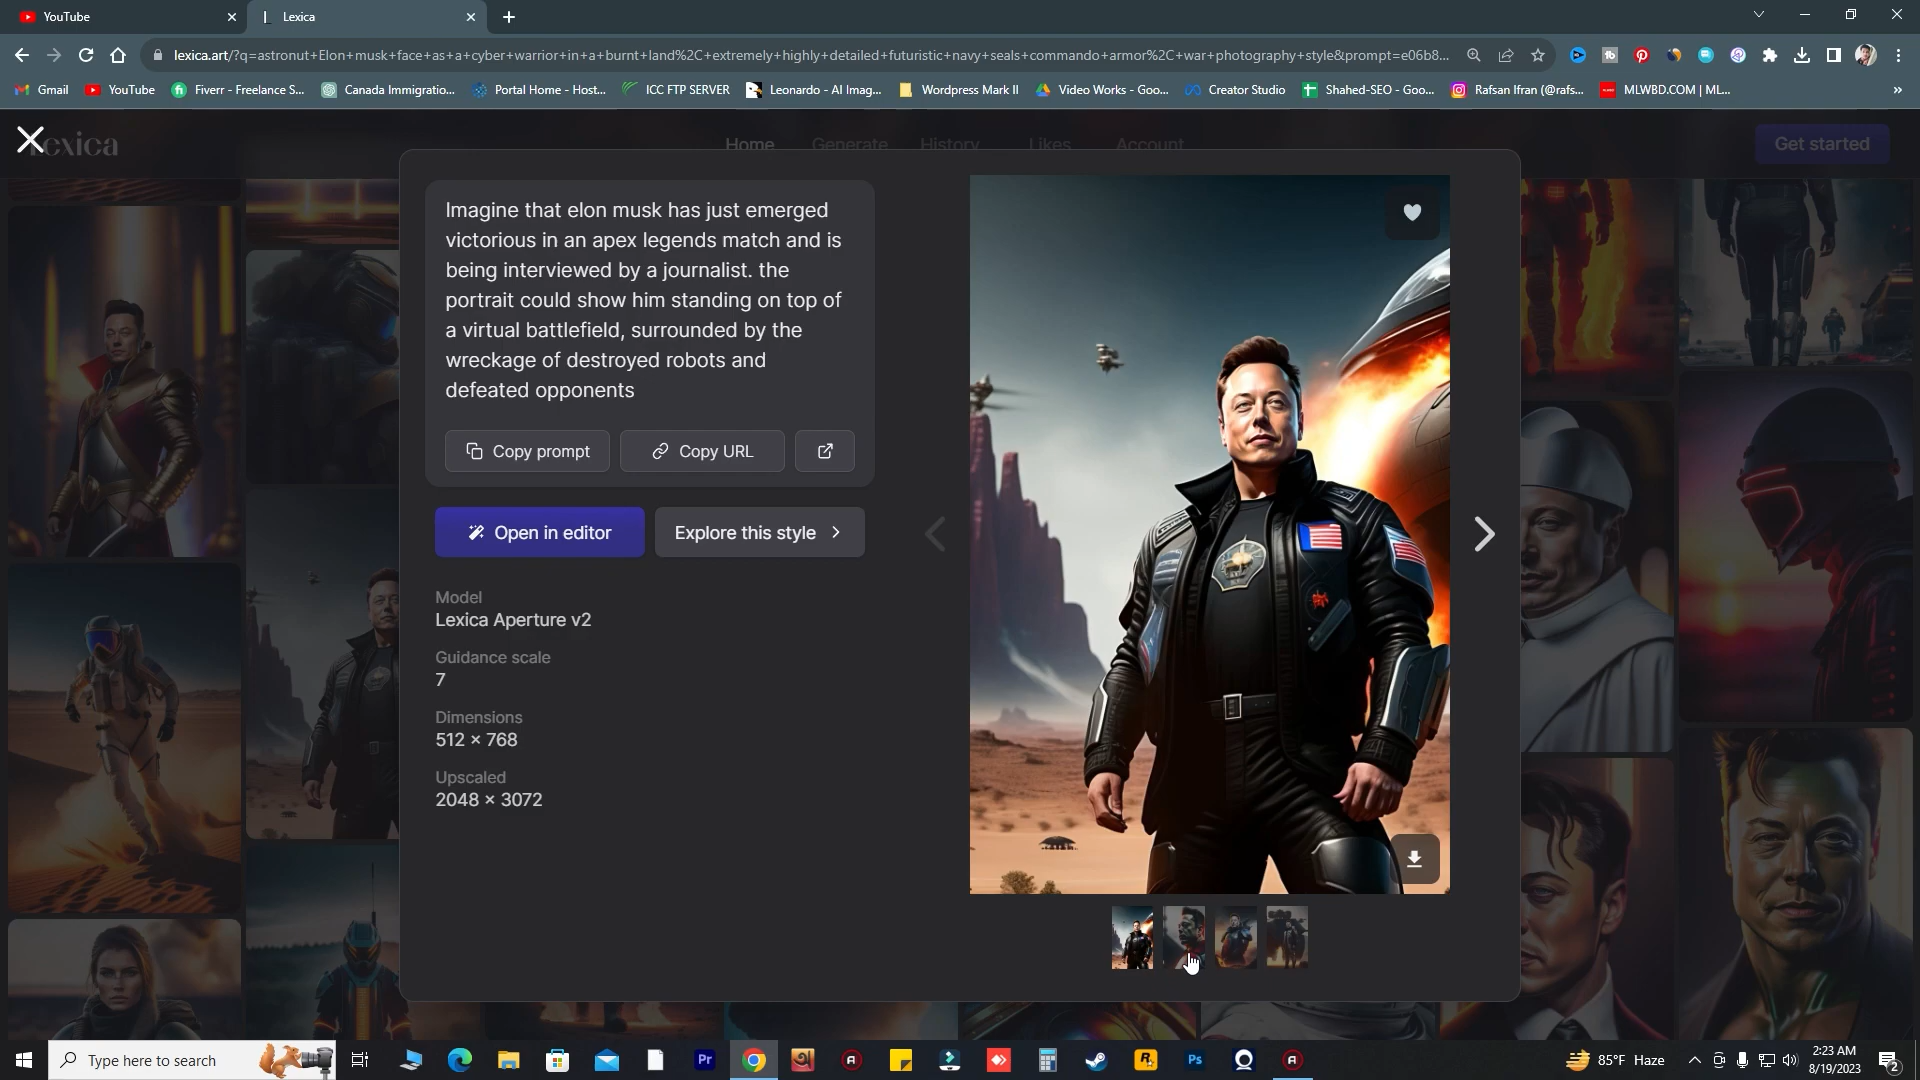 YouTube
Lexica
lexica.art/?q=astronut+Elon+musk+face+as+a+cyber+warrior+in+a+burnt+land%2C+extremely+highly+detailed+futuristic+navy+seals+commando+armor%2C+war+photography+style&prompt=e06b8...
Gmail
YouTube
Fiverr - Freelance S...
Canada Immigratio...
Portal Home - Host...
ICC FTP SERVER
Leonardo - AI Imag...
Wordpress Mark II
Video Works - Goo...
Creator Studio
Shahed-SEO - Goo...
Rafsan Ifran (@rafs...
MLWBD.COM | ML...
»
Lexica
Home
Generate
History
Likes
Account
Get started
Imagine that elon musk has just emerged
victorious in an apex legends match and is
being interviewed by a journalist. the
portrait could show him standing on top of
a virtual battlefield, surrounded by the
wreckage of destroyed robots and
defeated opponents
Copy prompt
Copy URL
Open in editor
Explore this style
Model
Lexica Aperture v2
Guidance scale
7
Dimensions
512 × 768
Upscaled
2048 × 3072
Type here to search
Pr
Ps
85°F Haze
2:23 AM
8/19/2023
2